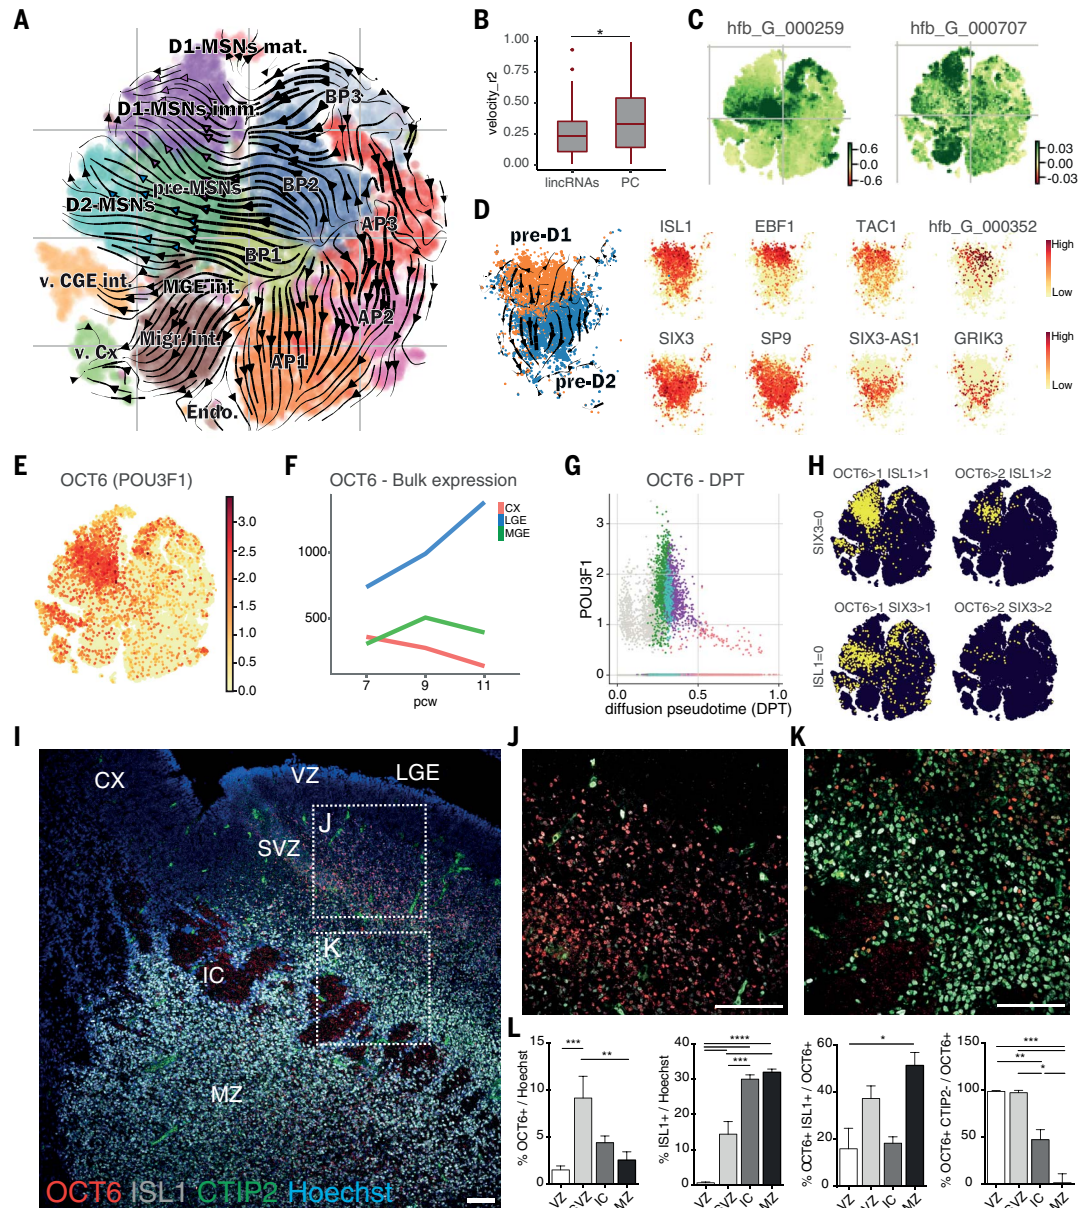 A
D1-MSNs mat.
D1-MSNs imm.
BP3
pre-MSNs
BP2
D2-MSNs
AP3
BP1
v. CGE int.
MGE int.
AP2
Migr. int.
v. Cx
AP1
Endo.
B
*
1.00
0.75
0.50
0.25
0.00
velocity_r2
lincRNAs
PC
C
hfb_G_000259
hfb_G_000707
0.6
0.0
-0.6
0.03
0.00
-0.03
D
pre-D1
pre-D2
ISL1
EBF1
TAC1
hfb_G_000352
High
Low
SIX3
SP9
SIX3-AS1
GRIK3
High
Low
E
OCT6 (POU3F1)
3.0
2.5
2.0
1.5
1.0
0.5
0.0
F
OCT6 - Bulk expression
CX
LGE
MGE
1000
500
7
9
11
pcw
G
OCT6 - DPT
POU3F1
3
2
1
0
0.0
0.5
1.0
diffusion pseudotime (DPT)
H
OCT6>1 ISL1>1
OCT6>2 ISL1>2
SIX3=0
OCT6>1 SIX3>1
OCT6>2 SIX3>2
ISL1=0
I
CX
VZ
LGE
J
SVZ
K
IC
MZ
OCT6 ISL1 CTIP2 Hoechst
J
K
L
% OCT6+ / Hoechst
15
10
5
0
***
**
VZ
SVZ
IC
MZ
% ISL1+ / Hoechst
40
30
20
10
0
****
***
VZ
SVZ
IC
MZ
% OCT6+ ISL1+ / OCT6+
60
40
20
0
*
VZ
VZ
IC
MZ
% OCT6+ CTIP2- / OCT6+
150
100
50
0
***
**
*
VZ
SVZ
IC
MZ